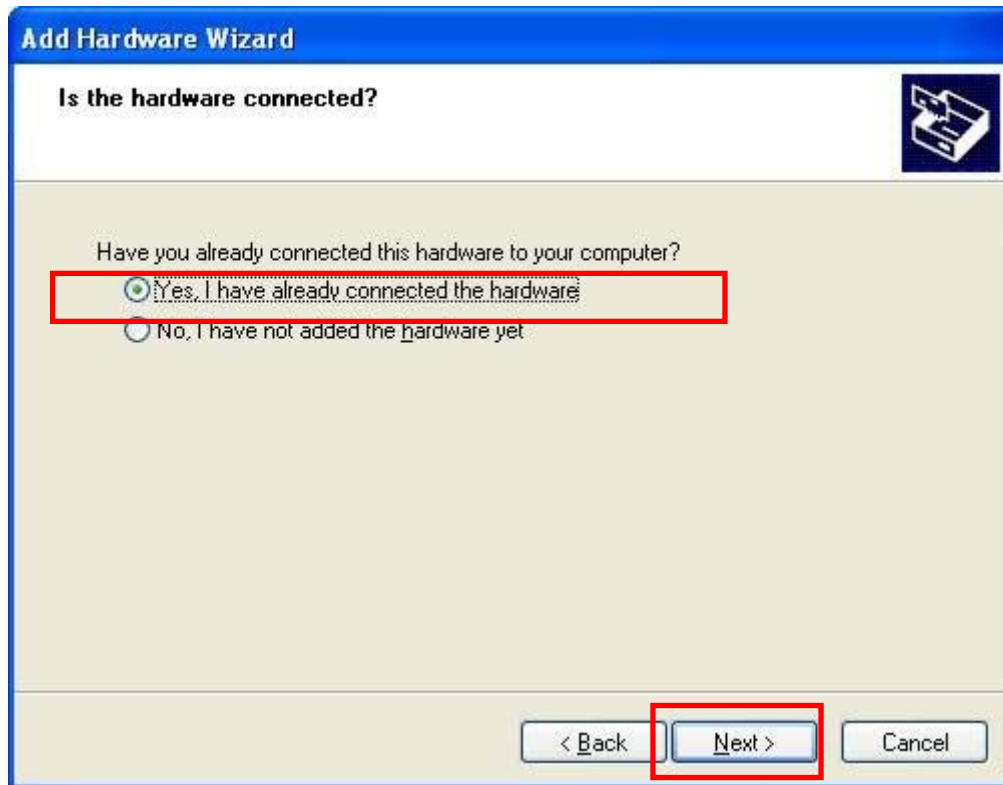 Add Hardware Wizard
Is the hardware connected?
Have you already connected this hardware to your computer?
Yes, I have already connected the hardware
No, I have not added the hardware yet
< Back Next > Cancel